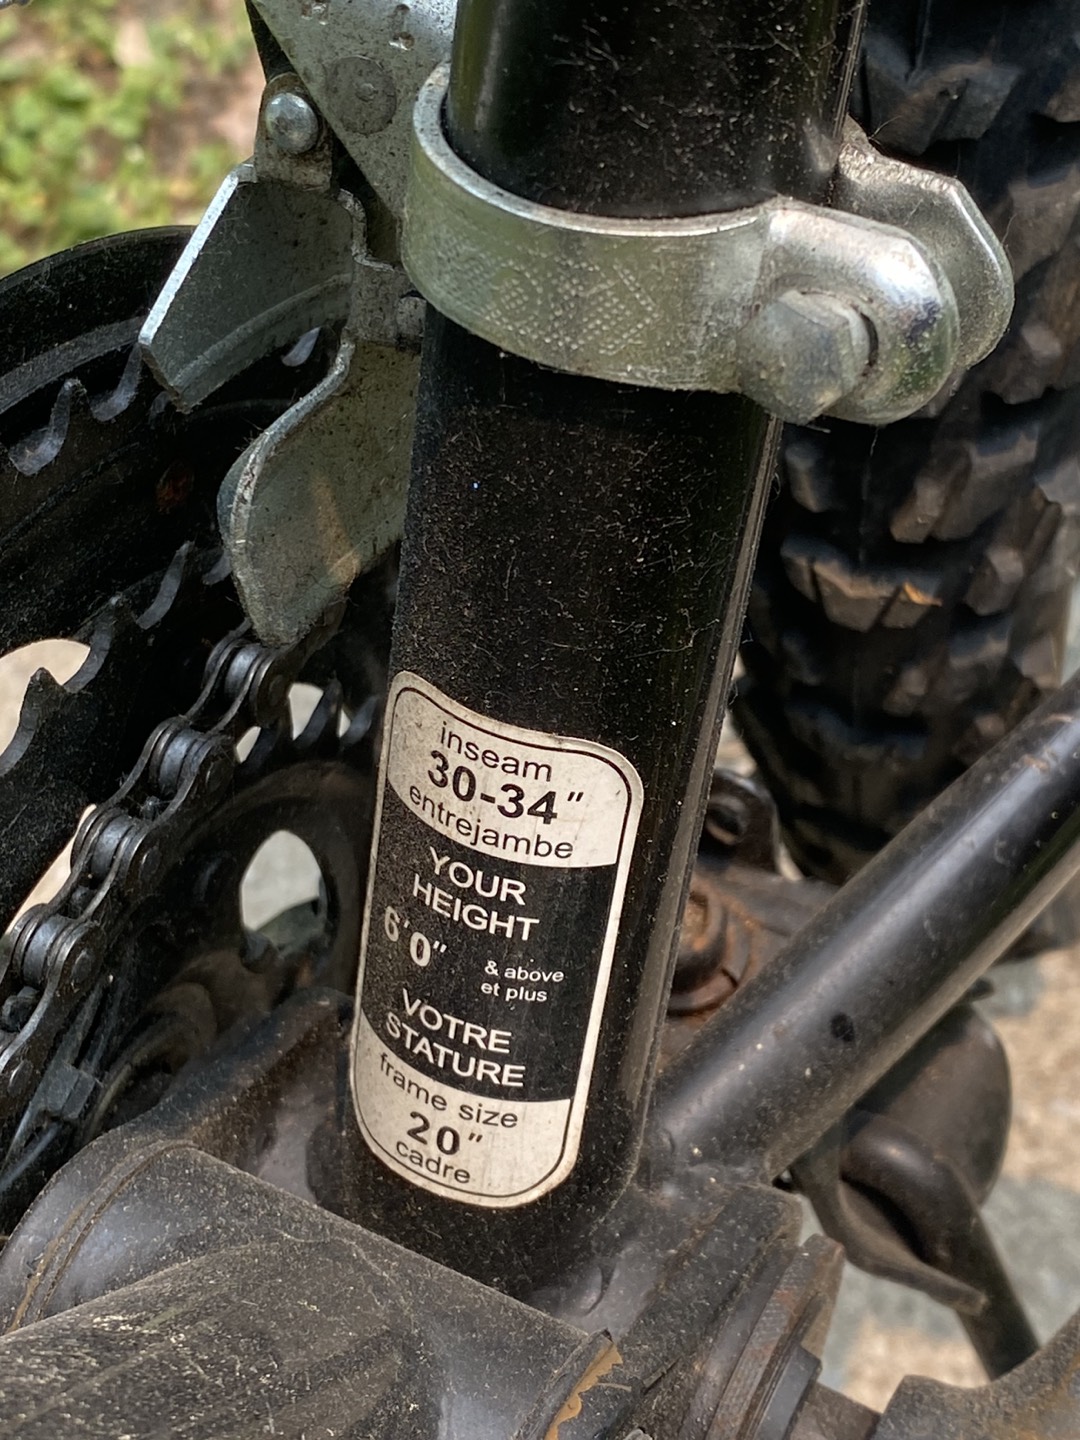 inseam
30-34"
entrejambe
YOUR
HEIGHT
6'0" & above
et plus
VOTRE
STATURE
frame size
20"
cadre